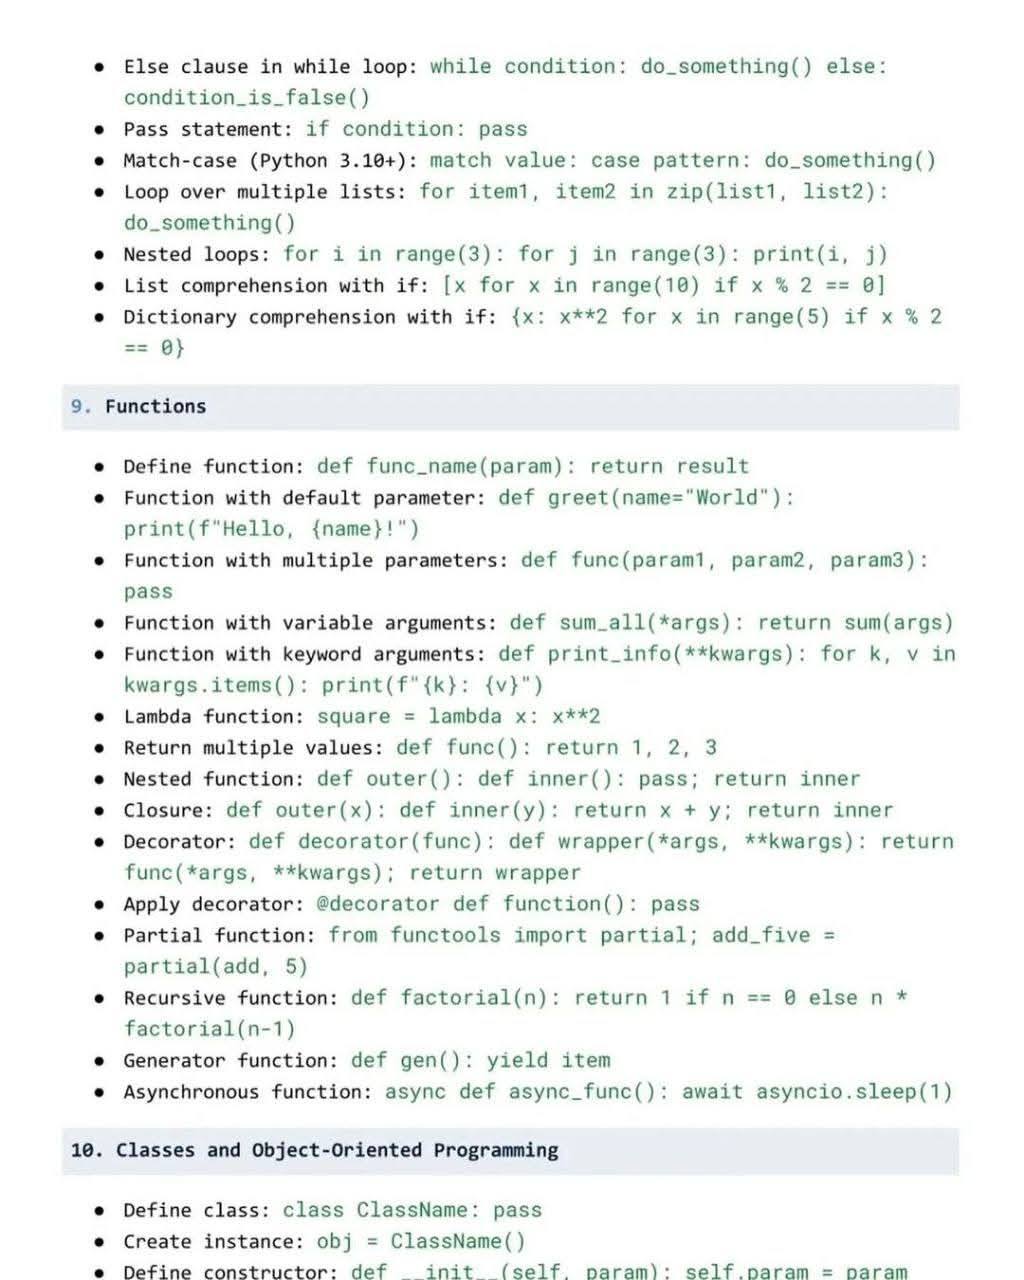 ● Else clause in while loop: while condition: do_something() else:
condition_is_false()
● Pass statement: if condition: pass
● Match-case (Python 3.10+): match value: case pattern: do_something()
● Loop over multiple lists: for item1, item2 in zip(list1, list2):
do_something()
● Nested loops: for i in range(3): for j in range(3): print(i, j)
● List comprehension with if: [x for x in range(10) if x % 2 == 0]
● Dictionary comprehension with if: {x: x**2 for x in range(5) if x % 2
== 0}
9. Functions
● Define function: def func_name(param): return result
● Function with default parameter: def greet(name="World"):
print(f"Hello, {name}!")
● Function with multiple parameters: def func(param1, param2, param3):
pass
● Function with variable arguments: def sum_all(*args): return sum(args)
● Function with keyword arguments: def print_info(**kwargs): for k, v in
kwargs.items(): print(f"{k}: {v}")
● Lambda function: square = lambda x: x**2
● Return multiple values: def func(): return 1, 2, 3
● Nested function: def outer(): def inner(): pass; return inner
● Closure: def outer(x): def inner(y): return x + y; return inner
● Decorator: def decorator(func): def wrapper(*args, **kwargs): return
func(*args, **kwargs); return wrapper
● Apply decorator: @decorator def function(): pass
● Partial function: from functools import partial; add_five =
partial(add, 5)
● Recursive function: def factorial(n): return 1 if n == 0 else n *
factorial(n-1)
● Generator function: def gen(): yield item
● Asynchronous function: async def async_func(): await asyncio.sleep(1)
10. Classes and Object-Oriented Programming
● Define class: class ClassName: pass
● Create instance: obj = ClassName()
● Define constructor: def __init__(self, param): self.param = param